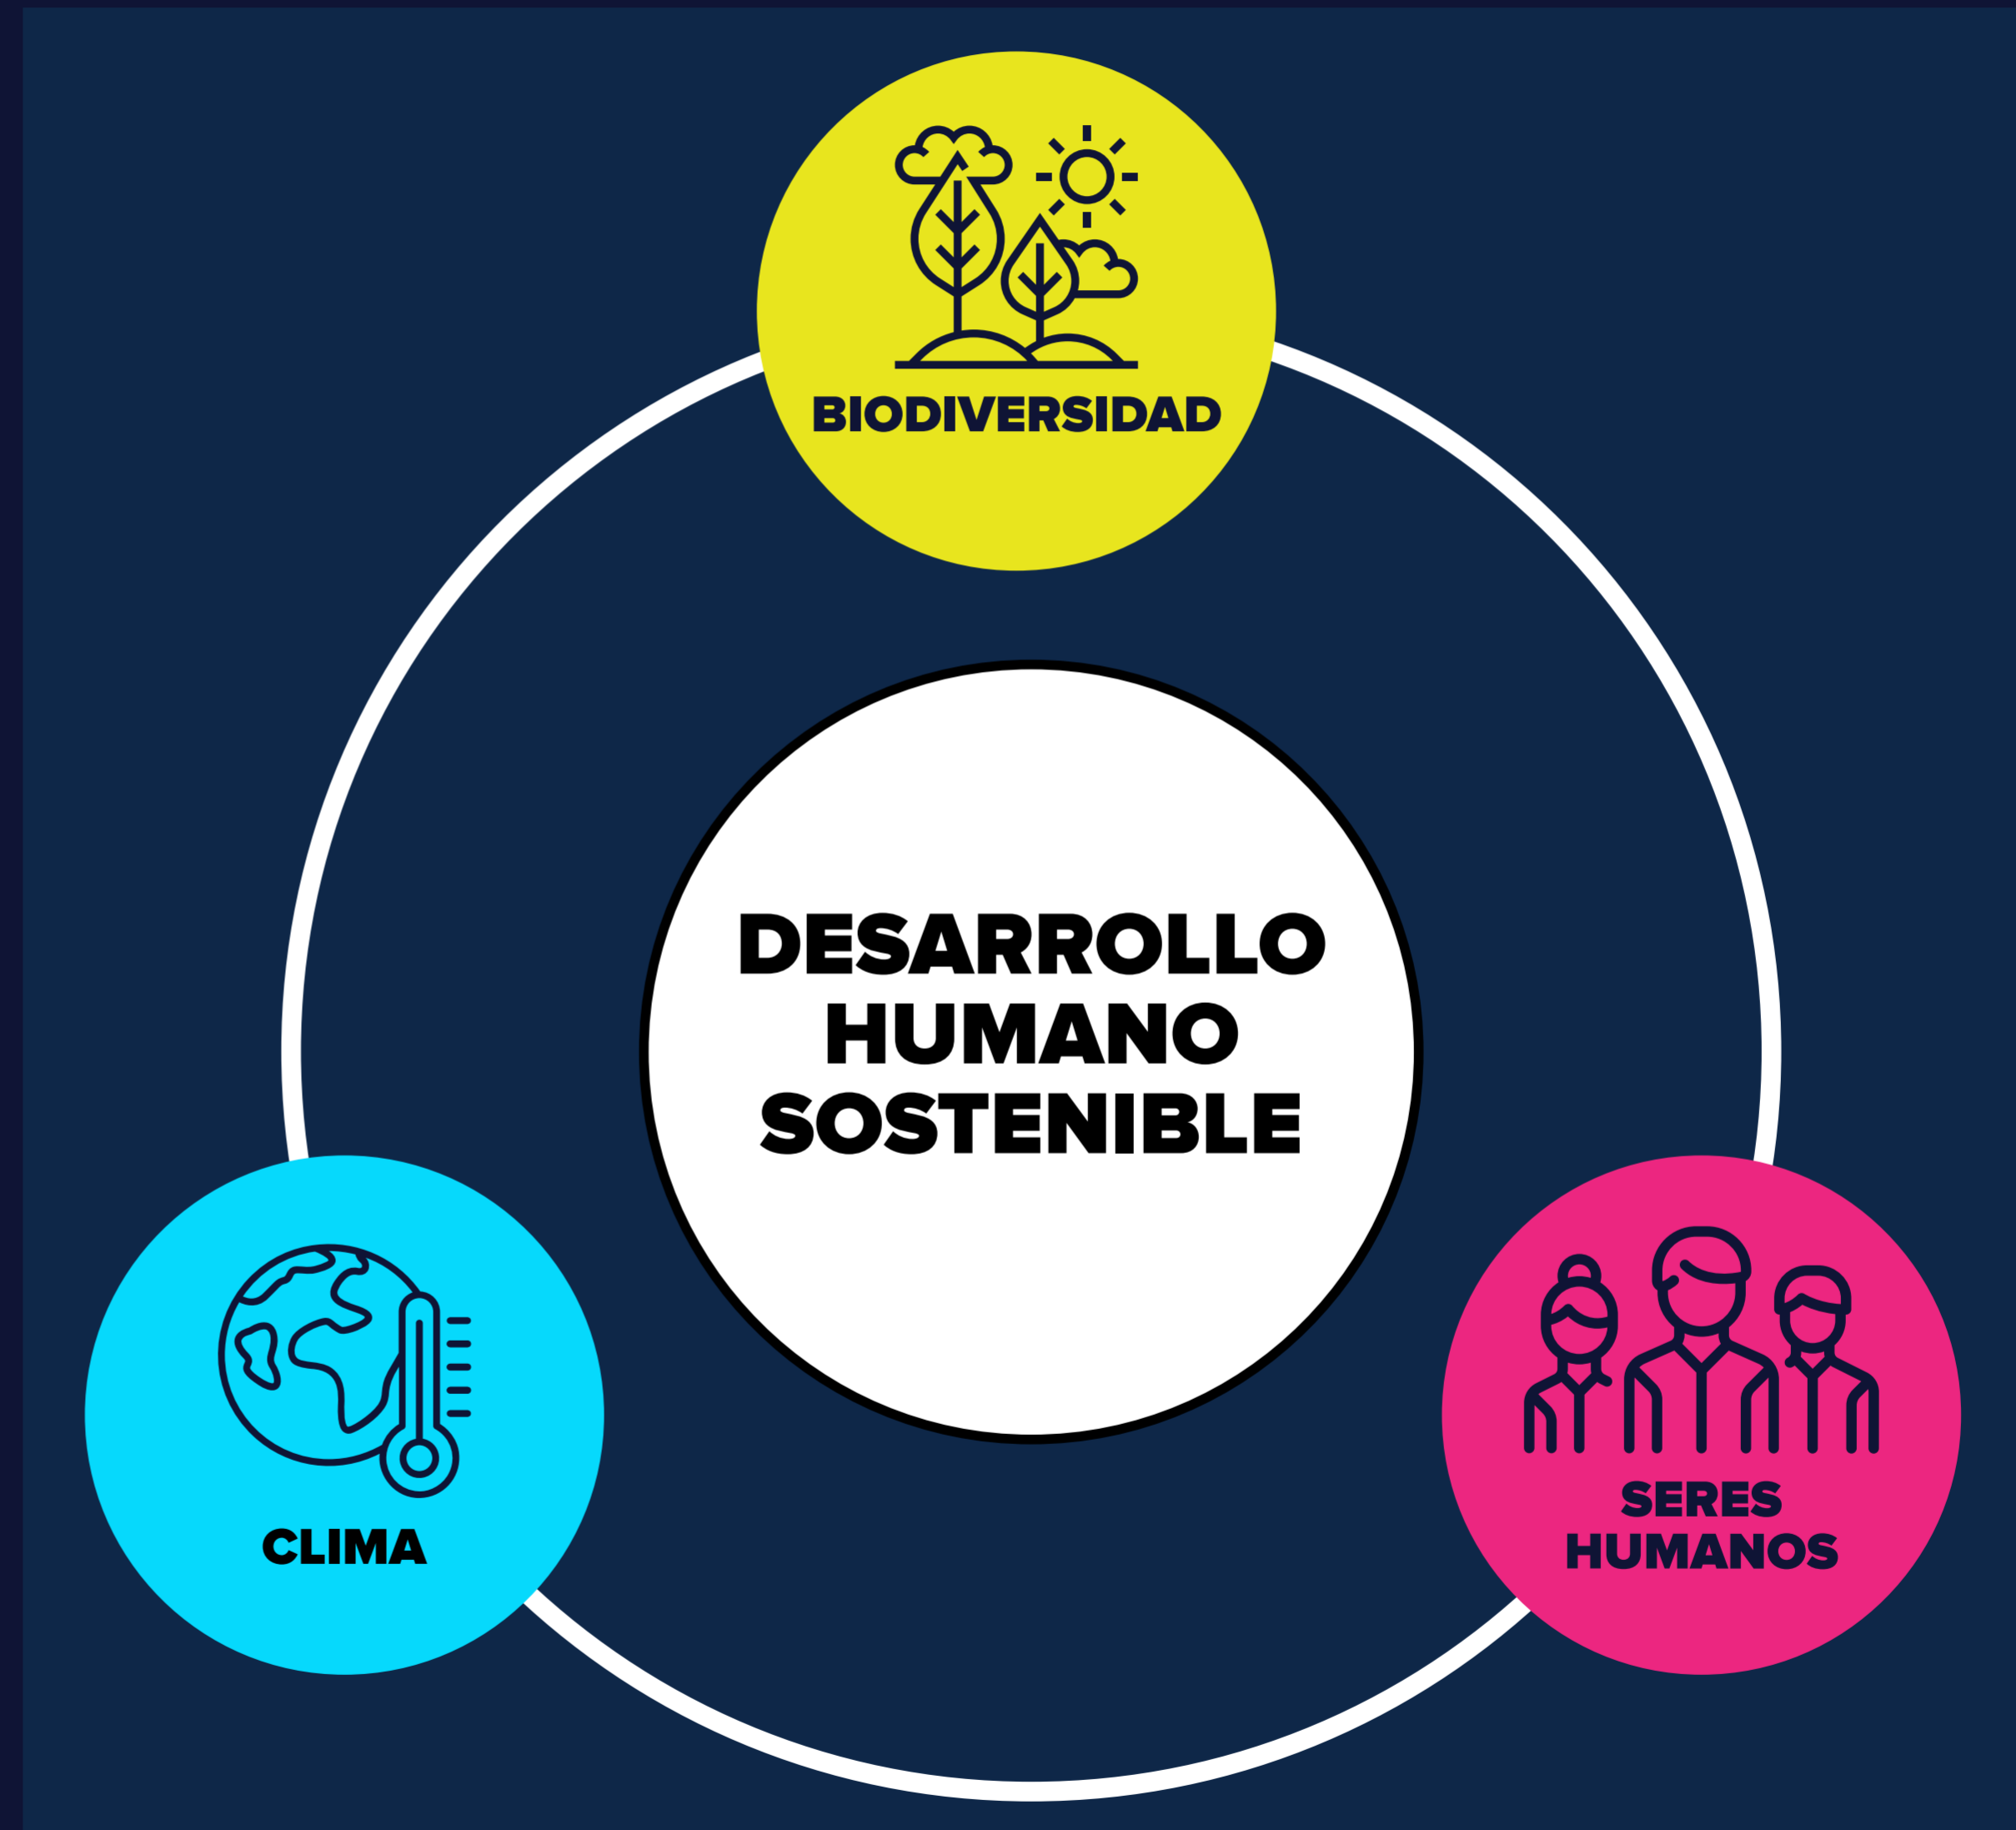 BIODIVERSIDAD
DESARROLLO
HUMANO
SOSTENIBLE
CLIMA
SERES
HUMANOS